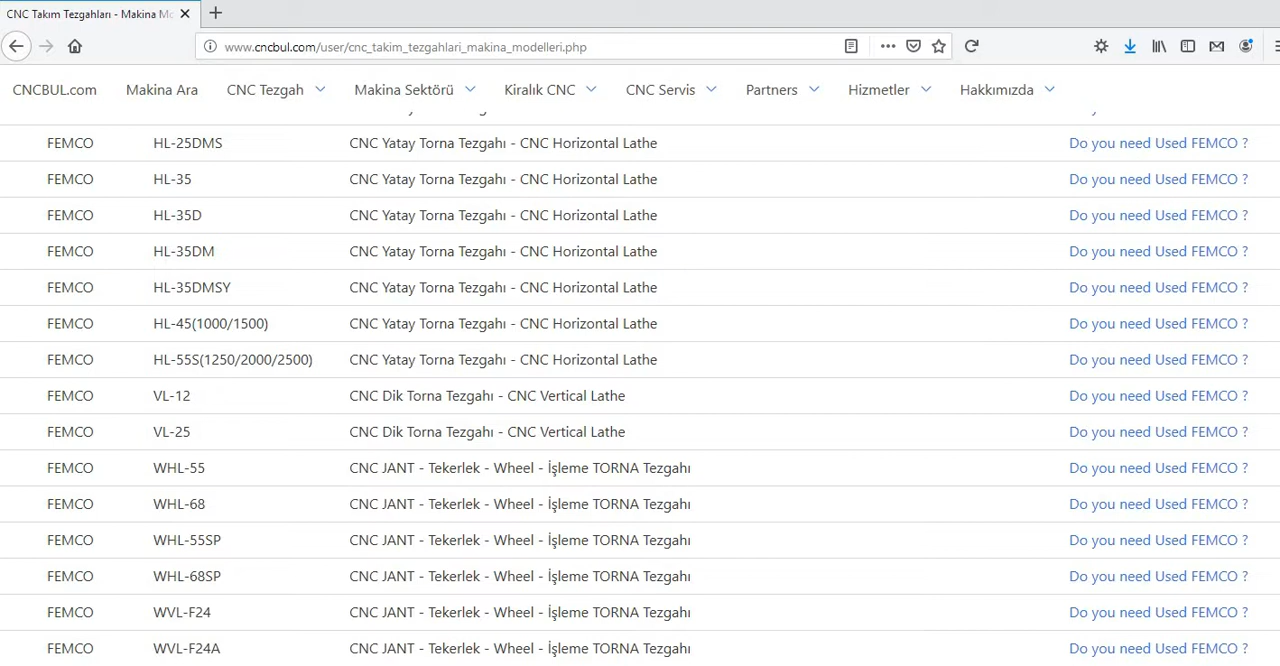 CNC Takım Tezgahları - Makina Mo
www.cncbul.com/user/cnc_takim_tezgahlari_makina_modelleri.php
CNCBUL.com Makina Ara CNC Tezgah Makina Sektörü Kiralık CNC CNC Servis Partners Hizmetler Hakkımızda
FEMCO HL-25DMS CNC Yatay Torna Tezgahı - CNC Horizontal Lathe Do you need Used FEMCO ?
FEMCO HL-35 CNC Yatay Torna Tezgahı - CNC Horizontal Lathe Do you need Used FEMCO ?
FEMCO HL-35D CNC Yatay Torna Tezgahı - CNC Horizontal Lathe Do you need Used FEMCO ?
FEMCO HL-35DM CNC Yatay Torna Tezgahı - CNC Horizontal Lathe Do you need Used FEMCO ?
FEMCO HL-35DMSY CNC Yatay Torna Tezgahı - CNC Horizontal Lathe Do you need Used FEMCO ?
FEMCO HL-45(1000/1500) CNC Yatay Torna Tezgahı - CNC Horizontal Lathe Do you need Used FEMCO ?
FEMCO HL-55S(1250/2000/2500) CNC Yatay Torna Tezgahı - CNC Horizontal Lathe Do you need Used FEMCO ?
FEMCO VL-12 CNC Dik Torna Tezgahı - CNC Vertical Lathe Do you need Used FEMCO ?
FEMCO VL-25 CNC Dik Torna Tezgahı - CNC Vertical Lathe Do you need Used FEMCO ?
FEMCO WHL-55 CNC JANT - Tekerlek - Wheel - İşleme TORNA Tezgahı Do you need Used FEMCO ?
FEMCO WHL-68 CNC JANT - Tekerlek - Wheel - İşleme TORNA Tezgahı Do you need Used FEMCO ?
FEMCO WHL-55SP CNC JANT - Tekerlek - Wheel - İşleme TORNA Tezgahı Do you need Used FEMCO ?
FEMCO WHL-68SP CNC JANT - Tekerlek - Wheel - İşleme TORNA Tezgahı Do you need Used FEMCO ?
FEMCO WVL-F24 CNC JANT - Tekerlek - Wheel - İşleme TORNA Tezgahı Do you need Used FEMCO ?
FEMCO WVL-F24A CNC JANT - Tekerlek - Wheel - İşleme TORNA Tezgahı Do you need Used FEMCO ?